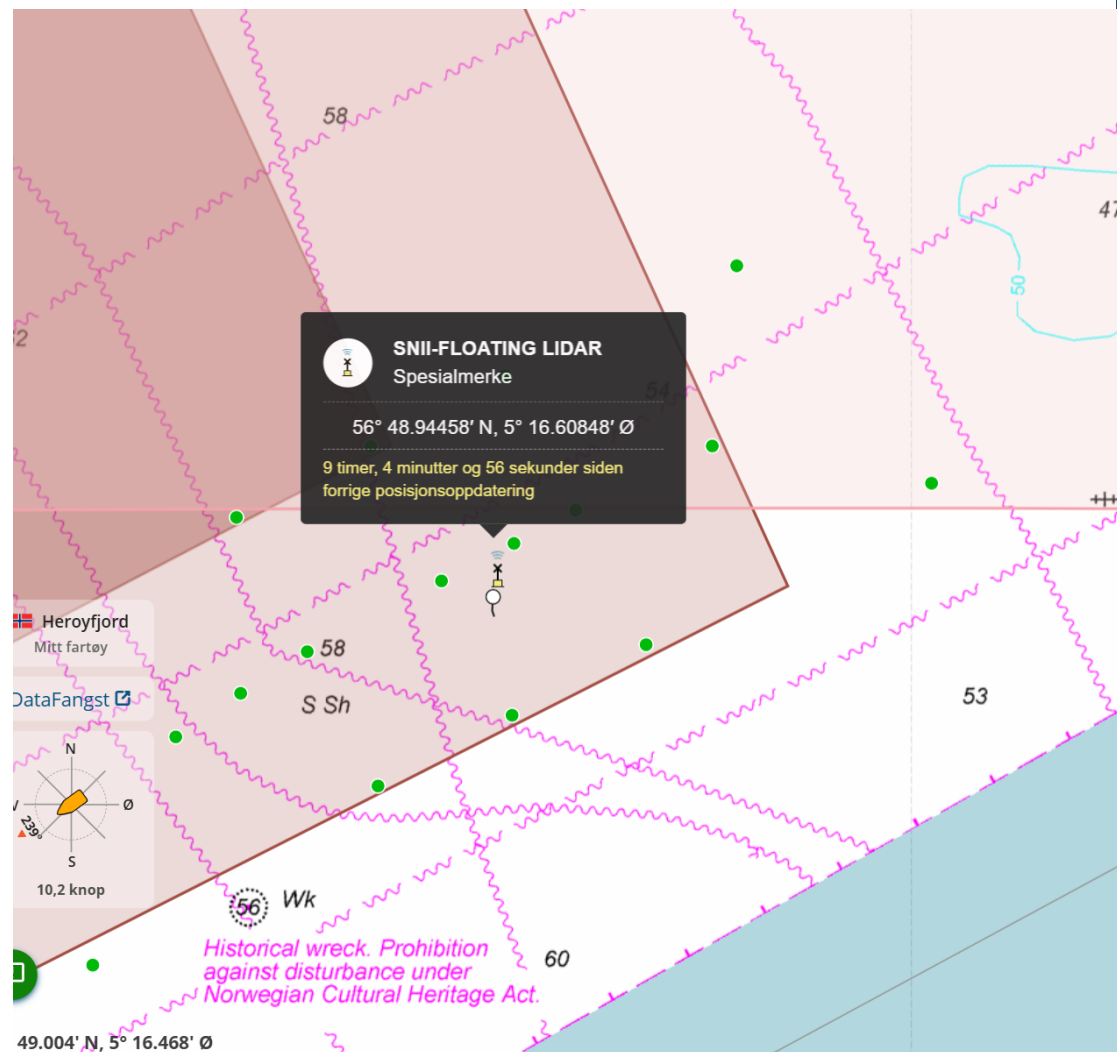 58
47
50
2
SNII-FLOATING LIDAR
Spesialmerke
54
56° 48.94458′ N, 5° 16.60848′ Ø
9 timer, 4 minutter og 56 sekunder siden
forrige posisjonsoppdatering
Heroyfjord
Mitt fartøy
58
DataFangst
S Sh
53
N
V
Ø
239°
S
10,2 knop
56
Wk
Historical wreck. Prohibition
against disturbance under
Norwegian Cultural Heritage Act.
60
49.004' N, 5° 16.468' Ø